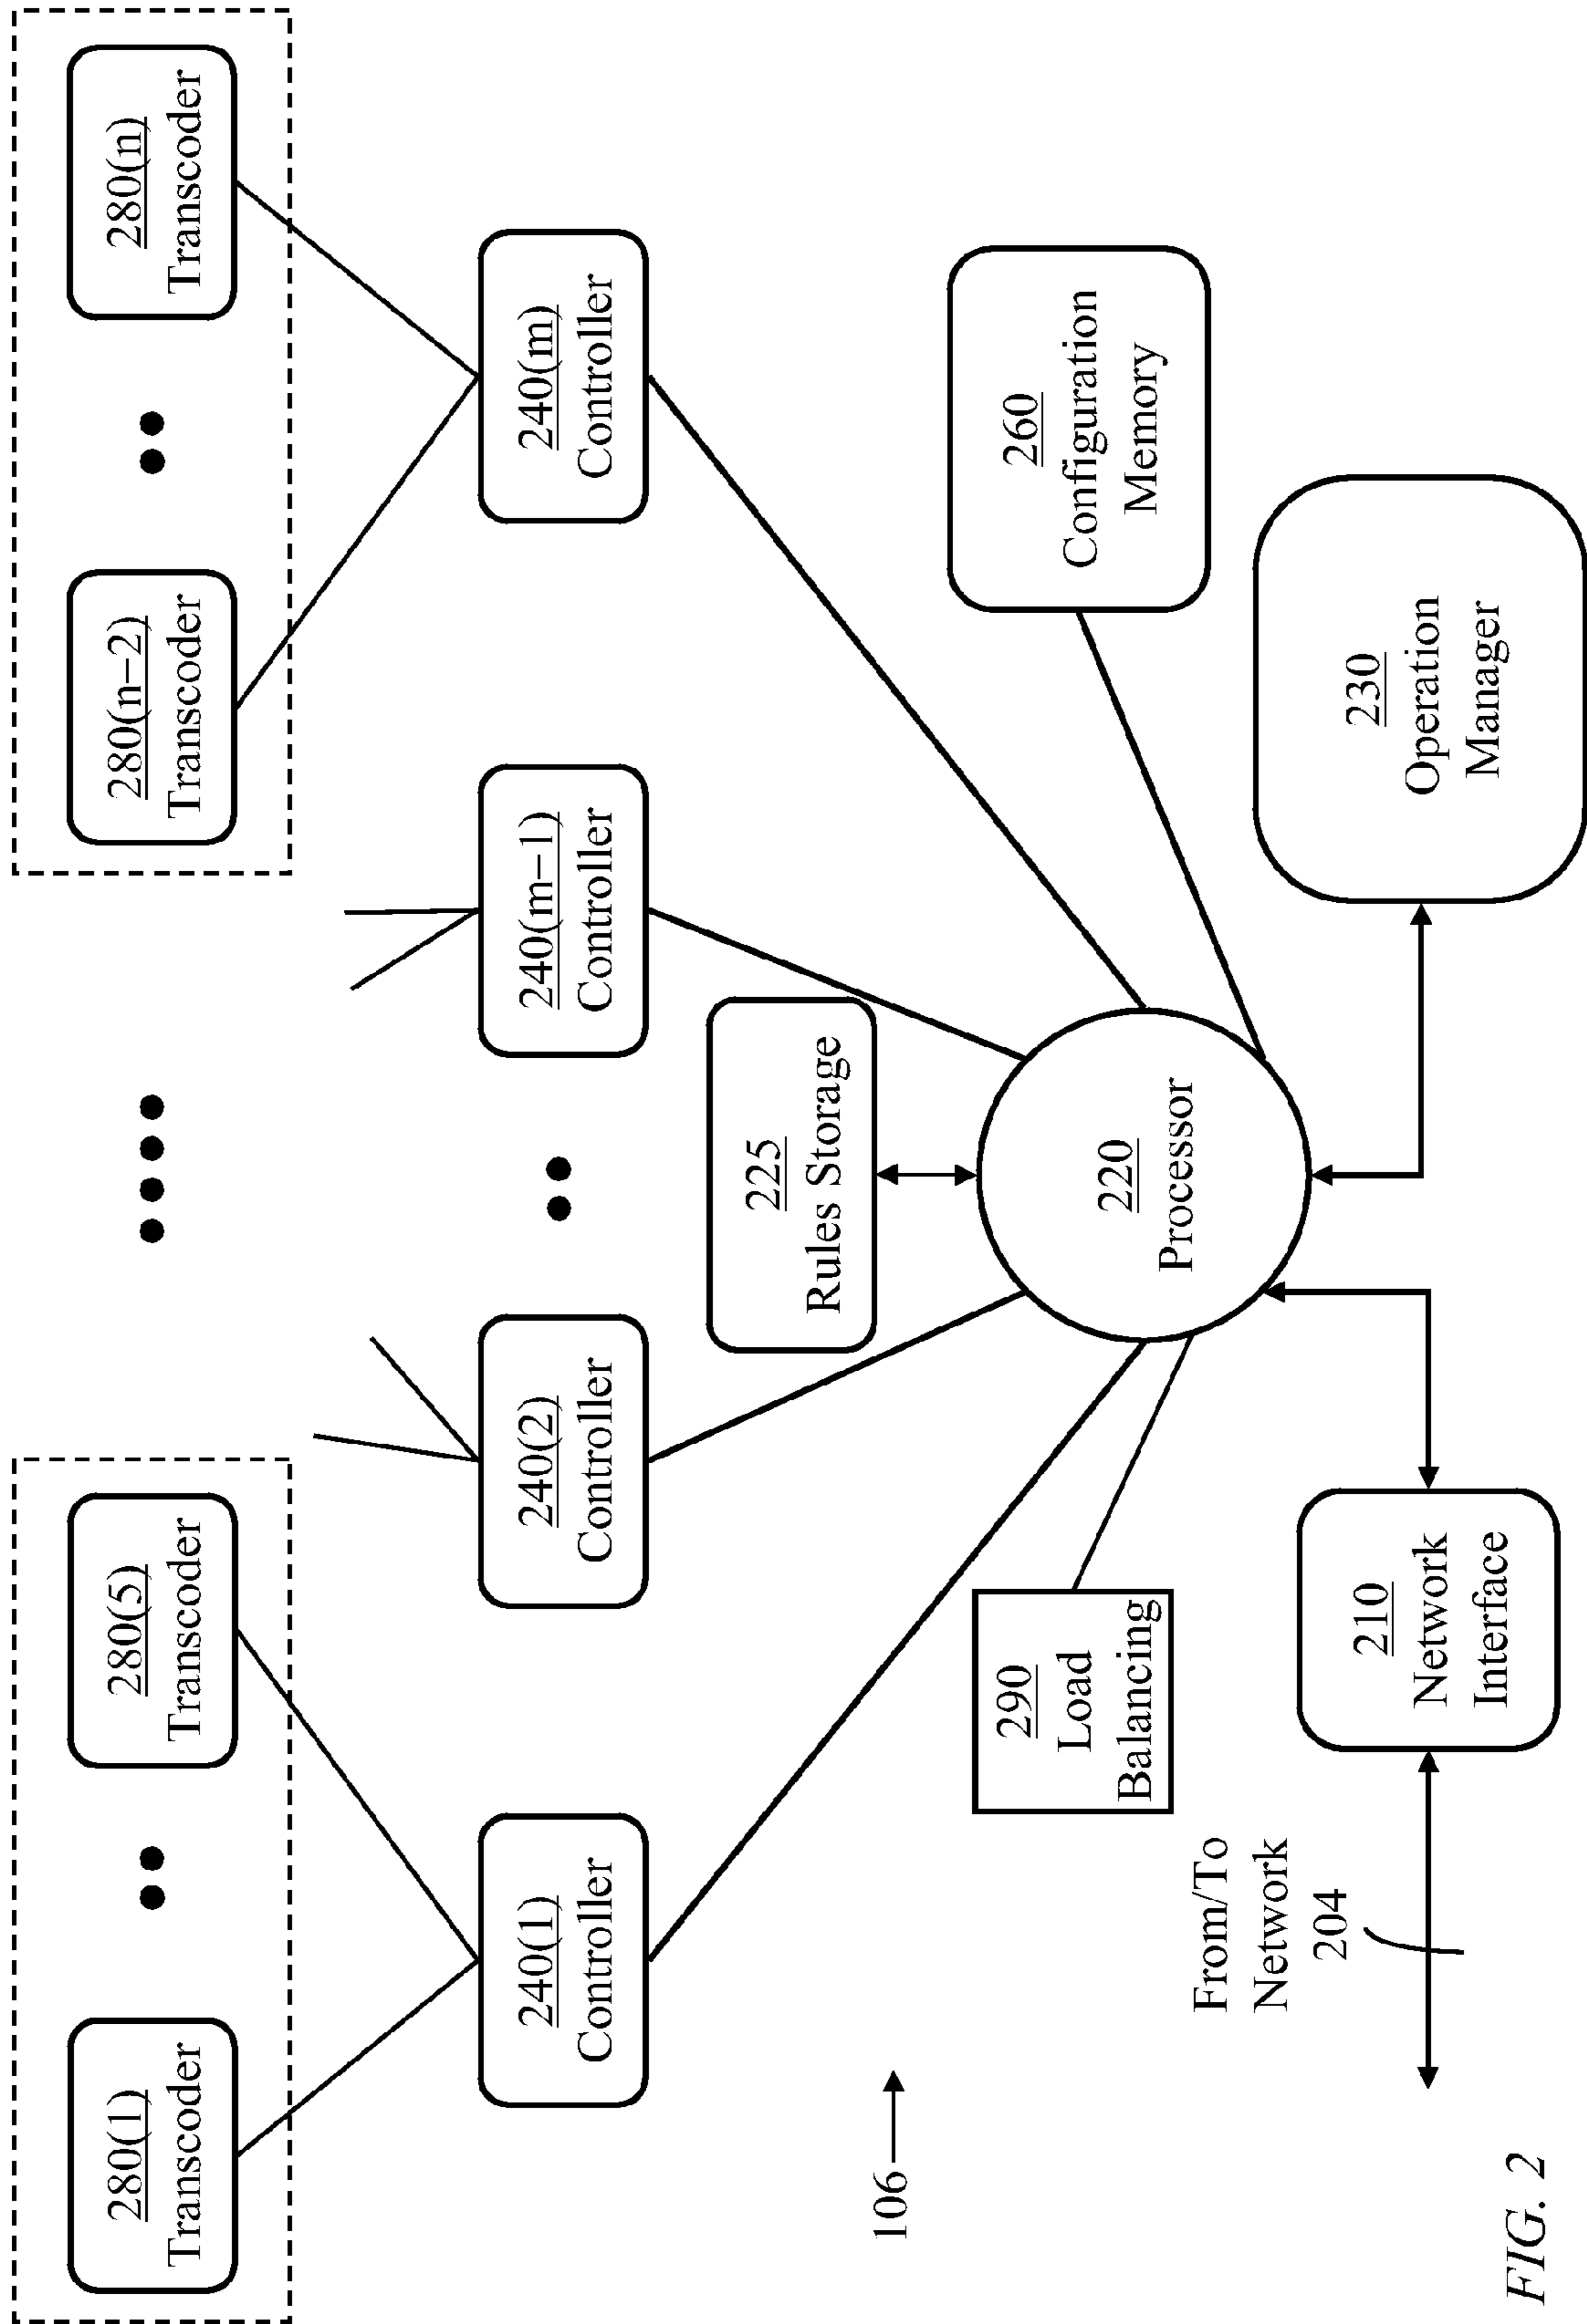 280(1)
Transcoder
280(5)
Transcoder
280(n−2)
Transcoder
280(n)
Transcoder
240(1)
Controller
240(2)
Controller
240(m−1)
Controller
240(m)
Controller
225
Rules Storage
106
290
Load
Balancing
220
Processor
260
Configuration
Memory
From/To
Network
204
210
Network
Interface
230
Operation
Manager
FIG. 2